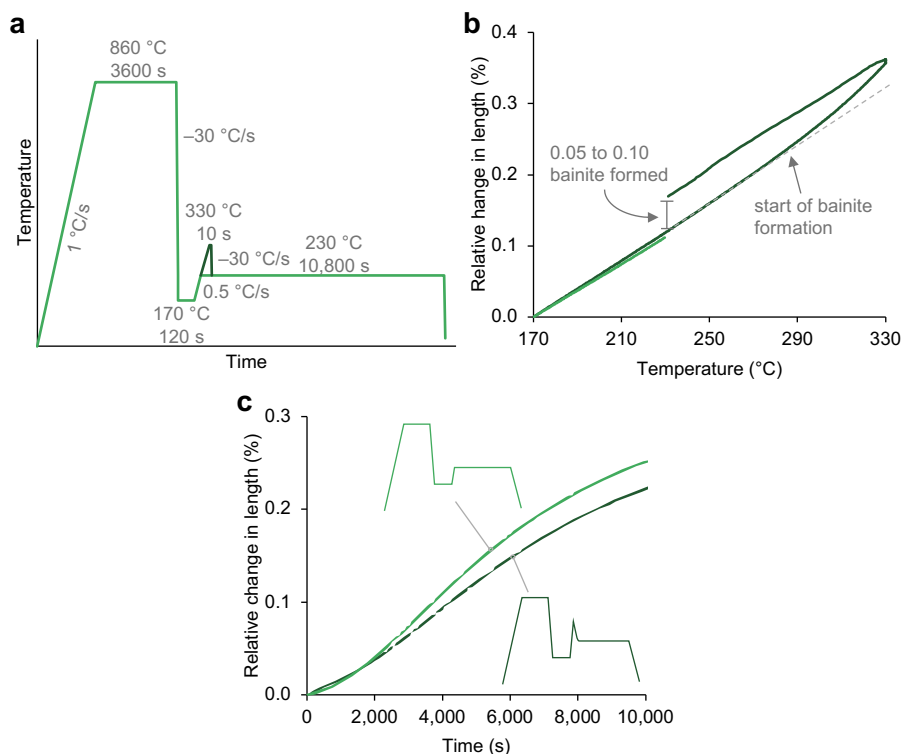 a
860 °C
3600 s
–30 °C/s
1 °C/s
330 °C
10 s
–30 °C/s
230 °C
10,800 s
0.5 °C/s
170 °C
120 s
Temperature
Time
b
Relative hange in length (%)
0.4
0.3
0.2
0.1
0.0
0.05 to 0.10
bainite formed
start of bainite
formation
170 210 250 290 330
Temperature (°C)
c
Relative change in length (%)
0.3
0.2
0.1
0.0
0 2,000 4,000 6,000 8,000 10,000
Time (s)